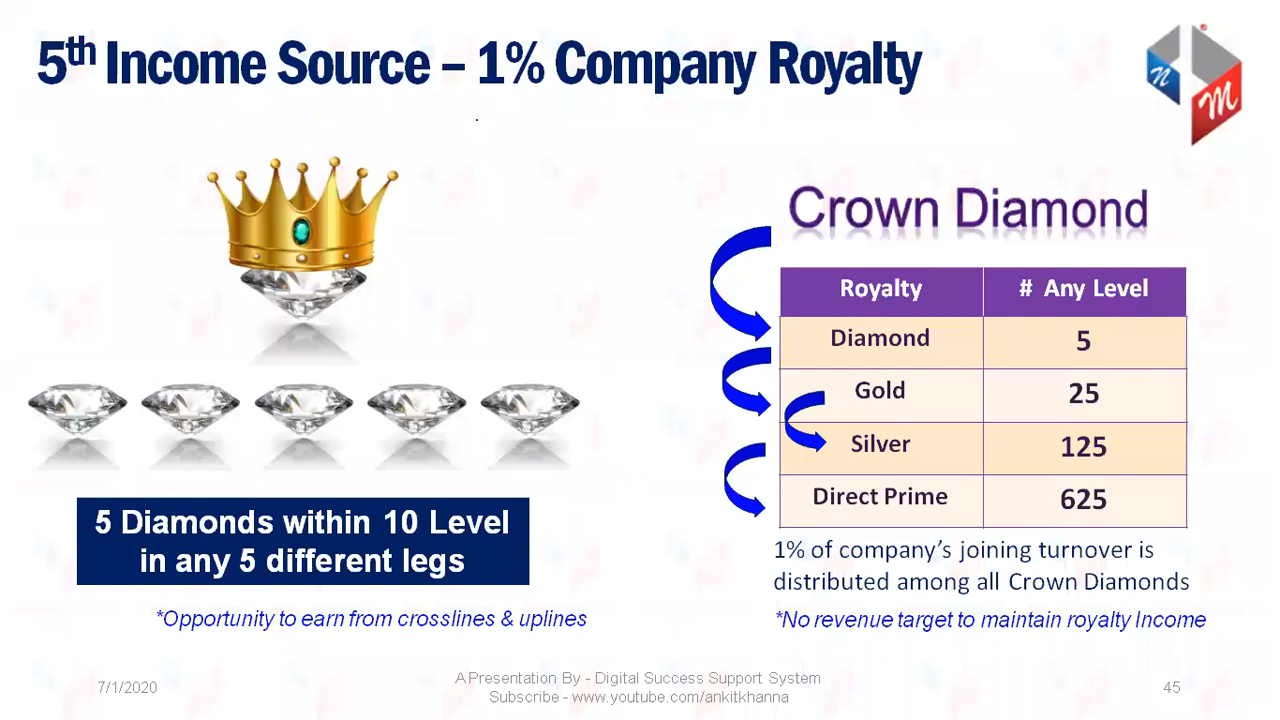 5th Income Source – 1% Company Royalty
n
M
Crown Diamond
Royalty # Any Level
Diamond 5
Gold 25
Silver 125
Direct Prime 625
5 Diamonds within 10 Level
in any 5 different legs
1% of company's joining turnover is
distributed among all Crown Diamonds
*Opportunity to earn from crosslines & uplines
*No revenue target to maintain royalty Income
7/1/2020
A Presentation By - Digital Success Support System
Subscribe - www.youtube.com/ankitkhanna
45